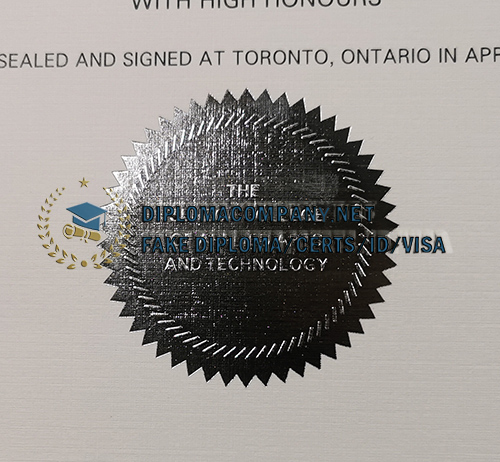 WITH HIGH HONOURS
SEALED AND SIGNED AT TORONTO, ONTARIO IN APR
THE
DIPLOMACOMPANY.NET
FAKE DIPLOMA, CERTS, ID/VISA
AND TECHNOLOGY